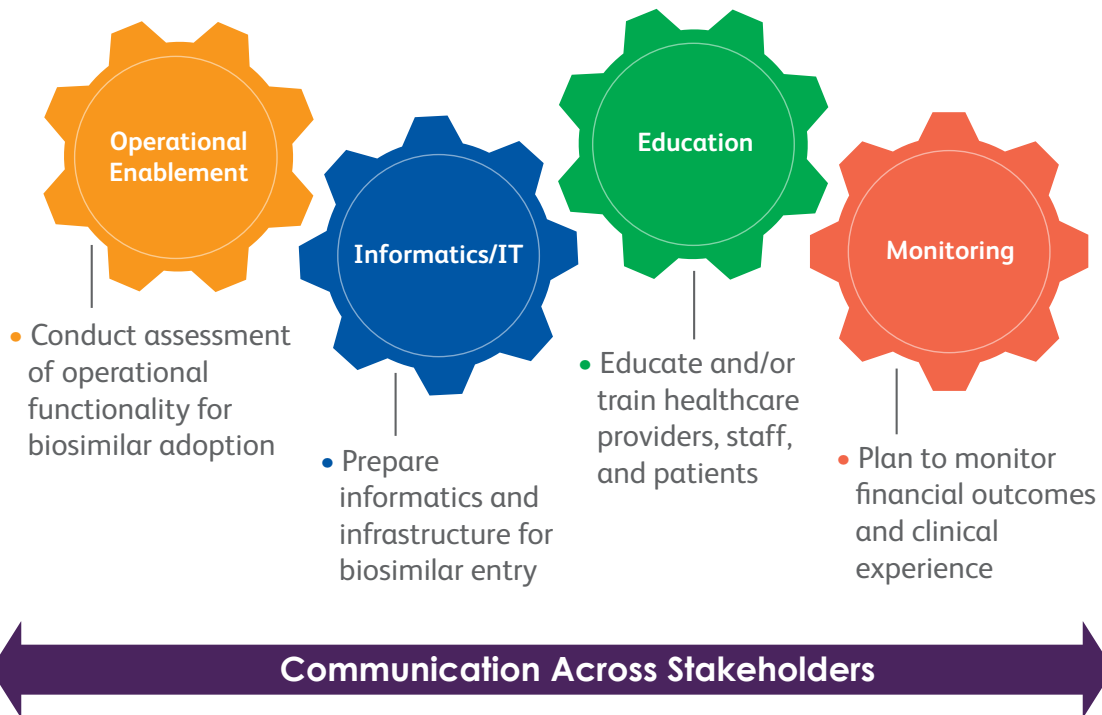 Operational
Enablement
• Conduct assessment
of operational
functionality for
biosimilar adoption
Informatics/IT
• Prepare
informatics and
infrastructure for
biosimilar entry
Education
• Educate and/or
train healthcare
providers, staff,
and patients
Monitoring
• Plan to monitor
financial outcomes
and clinical
experience
Communication Across Stakeholders